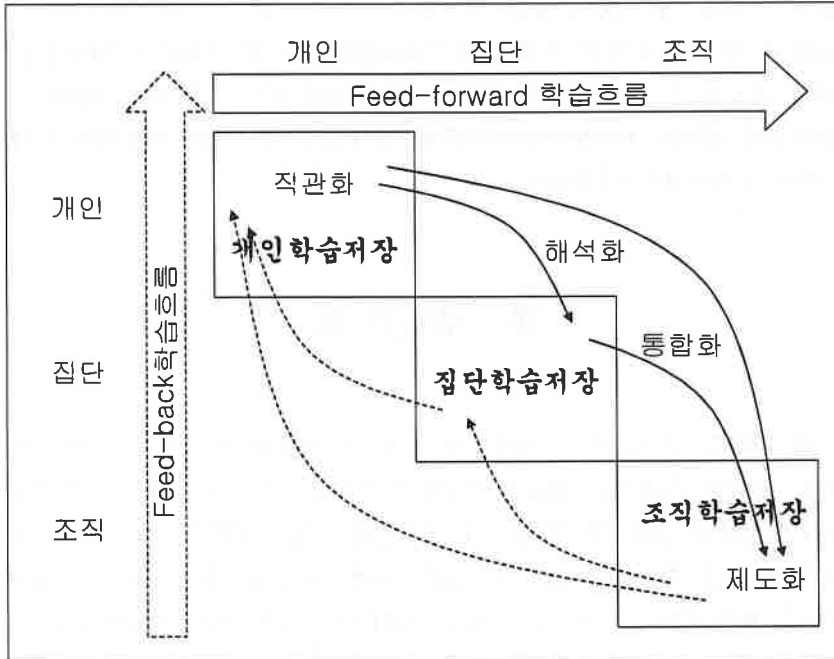 개인 집단 조직
Feed-forward 학습흐름
개인
집단
조직
Feed-back학습흐름
직관화
개인학습저장
해석화
집단학습저장
통합화
조직학습저장
제도화